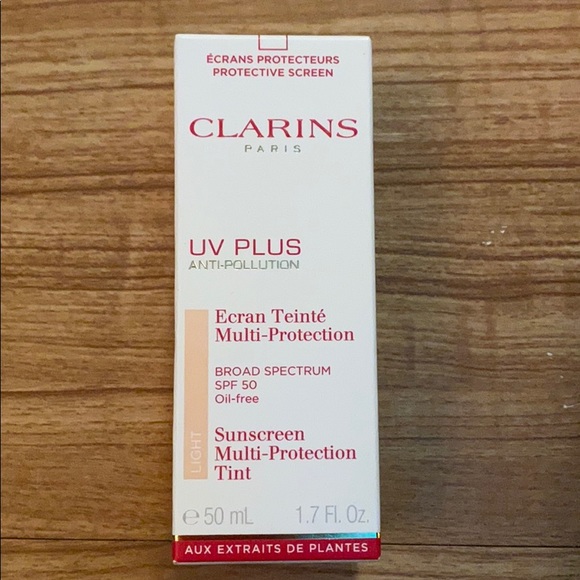 ÉCRANS PROTECTEURS
PROTECTIVE SCREEN
CLARINS
PARIS
UV PLUS
ANTI-POLLUTION
Ecran Teinté
Multi-Protection
BROAD SPECTRUM
SPF 50
Oil-free
LIGHT
Sunscreen
Multi-Protection
Tint
℮ 50 mL 1.7 Fl. Oz.
AUX EXTRAITS DE PLANTES